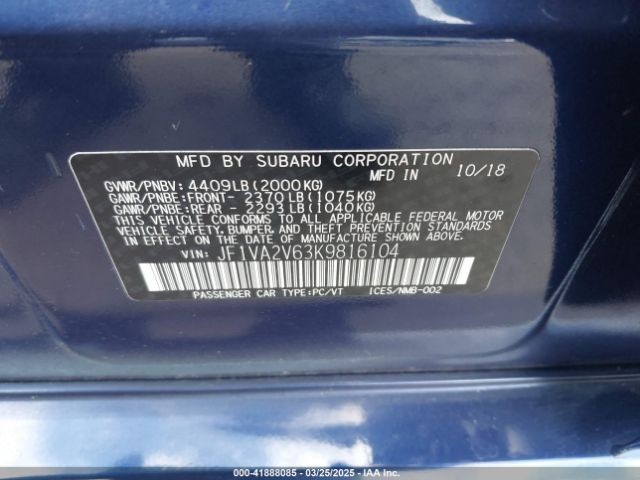 MFD BY SUBARU CORPORATION
MFD IN 10/18
GVWR/PNBV: 4409LB(2000KG)
GAWR/PNBE:FRONT- 2370LB(1075KG)
GAWR/PNBE:REAR - 2293LB(1040KG)
THIS VEHICLE CONFORMS TO ALL APPLICABLE FEDERAL MOTOR
VEHICLE SAFETY, BUMPER, AND THEFT PREVENTION STANDARDS
IN EFFECT ON THE DATE OF MANUFACTURE SHOWN ABOVE.
VIN: JF1VA2V63K9816104
PASSENGER CAR TYPE:PC/VT ICES/NMB-002
000-41888085 - 03/25/2025 - IAA Inc.